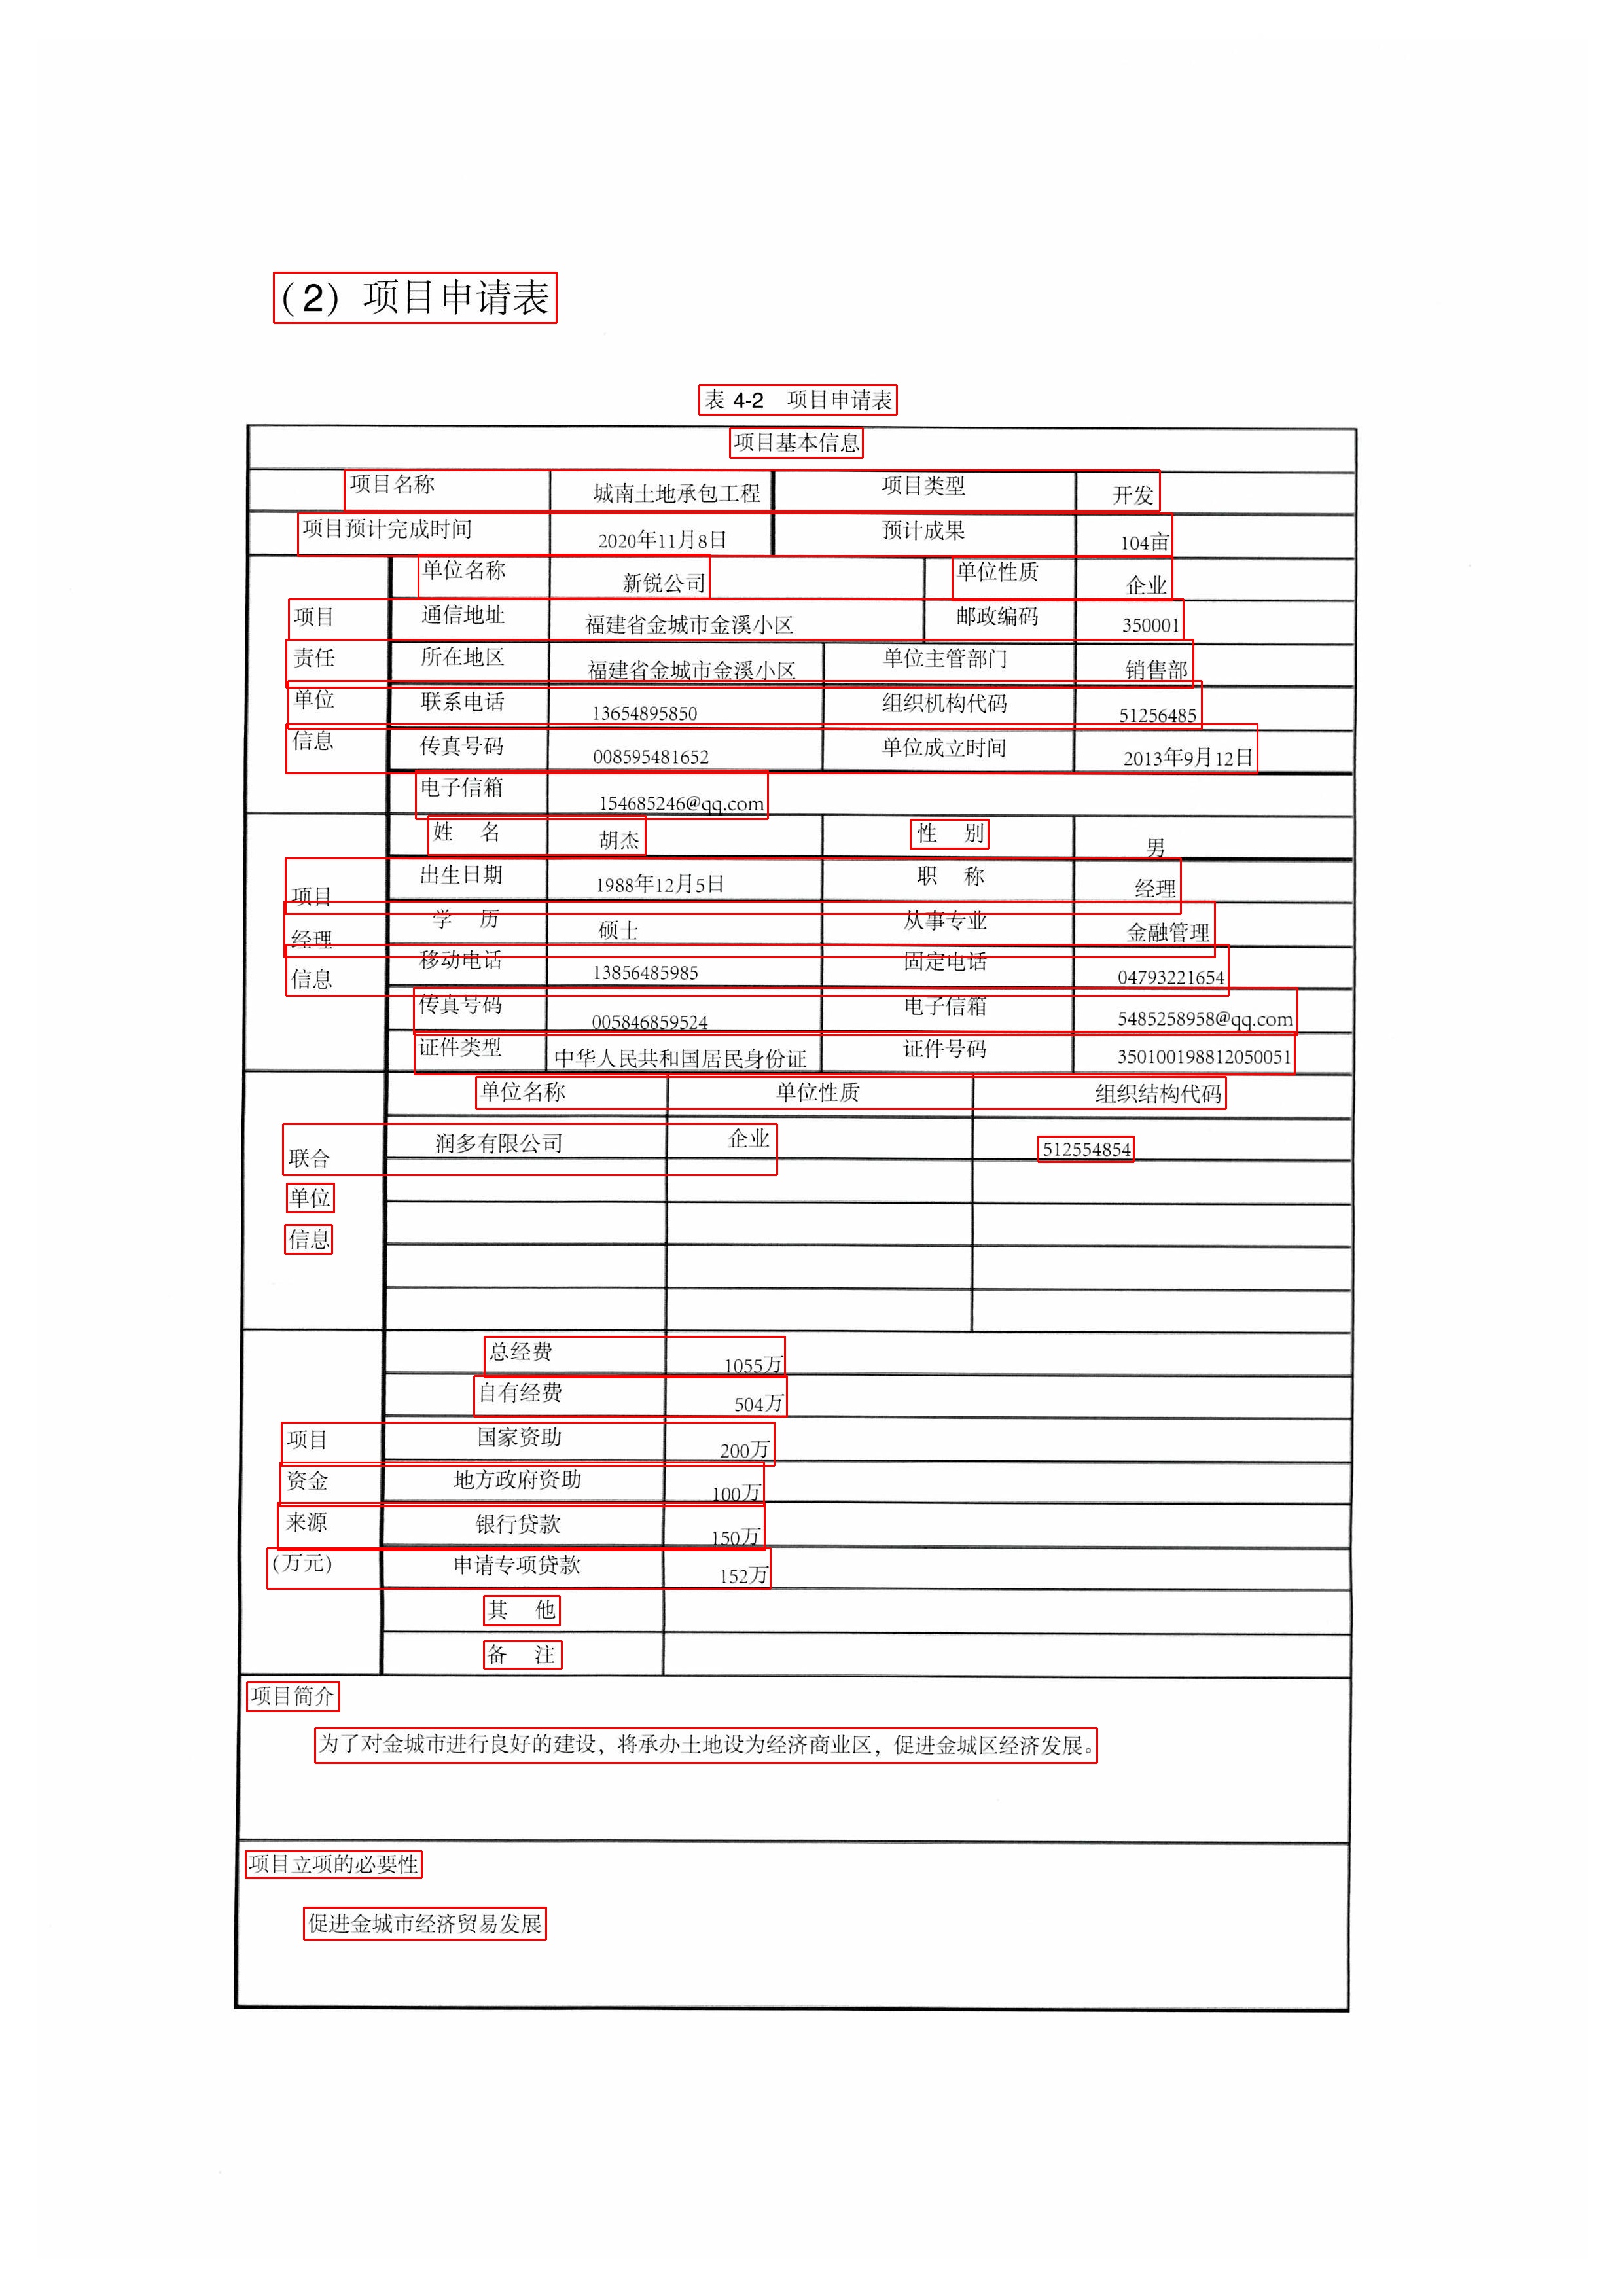 （2）项目申请表
表 4-2 项目申请表
项目基本信息
项目名称 城南土地承包工程 项目类型 开发
项目预计完成时间 2020年11月8日 预计成果 104亩
单位名称 新锐公司 单位性质 企业
项目 通信地址 福建省金城市金溪小区 邮政编码 350001
责任 所在地区 福建省金城市金溪小区 单位主管部门 销售部
单位 联系电话 13654895850 组织机构代码 51256485
信息 传真号码 008595481652 单位成立时间 2013年9月12日
电子信箱 154685246@qq.com
姓 名 胡杰 性 别 男
项目 出生日期 1988年12月5日 职 称 经理
经理 学 历 硕士 从事专业 金融管理
信息 移动电话 13856485985 固定电话 04793221654
传真号码 005846859524 电子信箱 5485258958@qq.com
证件类型 中华人民共和国居民身份证 证件号码 350100198812050051
单位名称 单位性质 组织结构代码
联合 润多有限公司 企业 512554854
单位
信息
总经费 1055万
自有经费 504万
项目 国家资助 200万
资金 地方政府资助 100万
来源 银行贷款 150万
(万元) 申请专项贷款 152万
其 他
备 注
项目简介
为了对金城市进行良好的建设，将承办土地设为经济商业区，促进金城区经济发展。
项目立项的必要性
促进金城市经济贸易发展